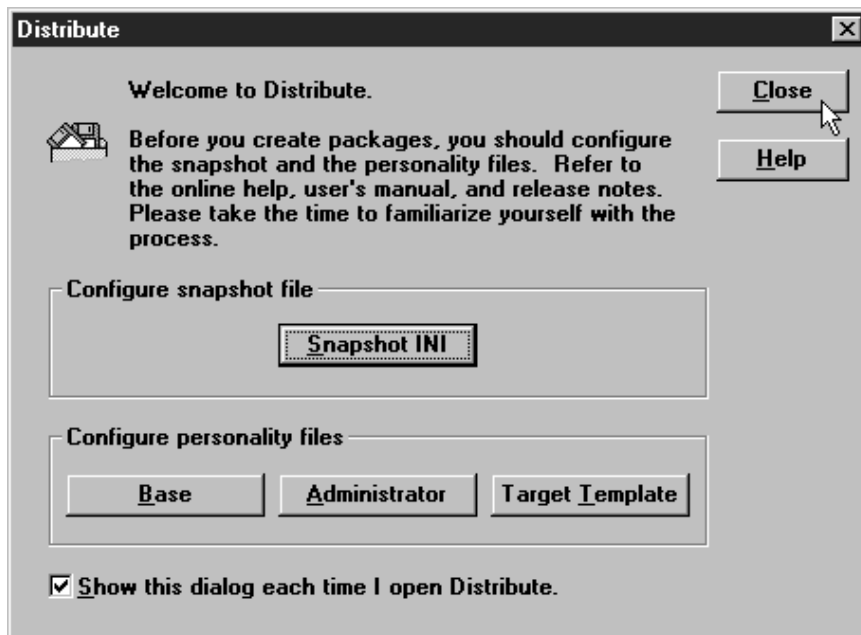 Distribute
Welcome to Distribute.
Close
Before you create packages, you should configure
the snapshot and the personality files.  Refer to
the online help, user's manual, and release notes.
Please take the time to familiarize yourself with the
process.
Help
Configure snapshot file
Snapshot INI
Configure personality files
Base
Administrator
Target Template
Show this dialog each time I open Distribute.